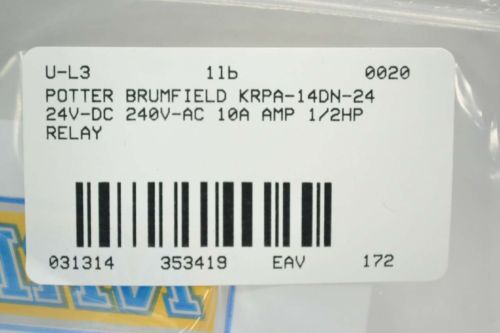 U-L3 1lb 0020
POTTER BRUMFIELD KRPA-14DN-24
24V-DC 240V-AC 10A AMP 1/2HP
RELAY
031314 353419 EAV 172